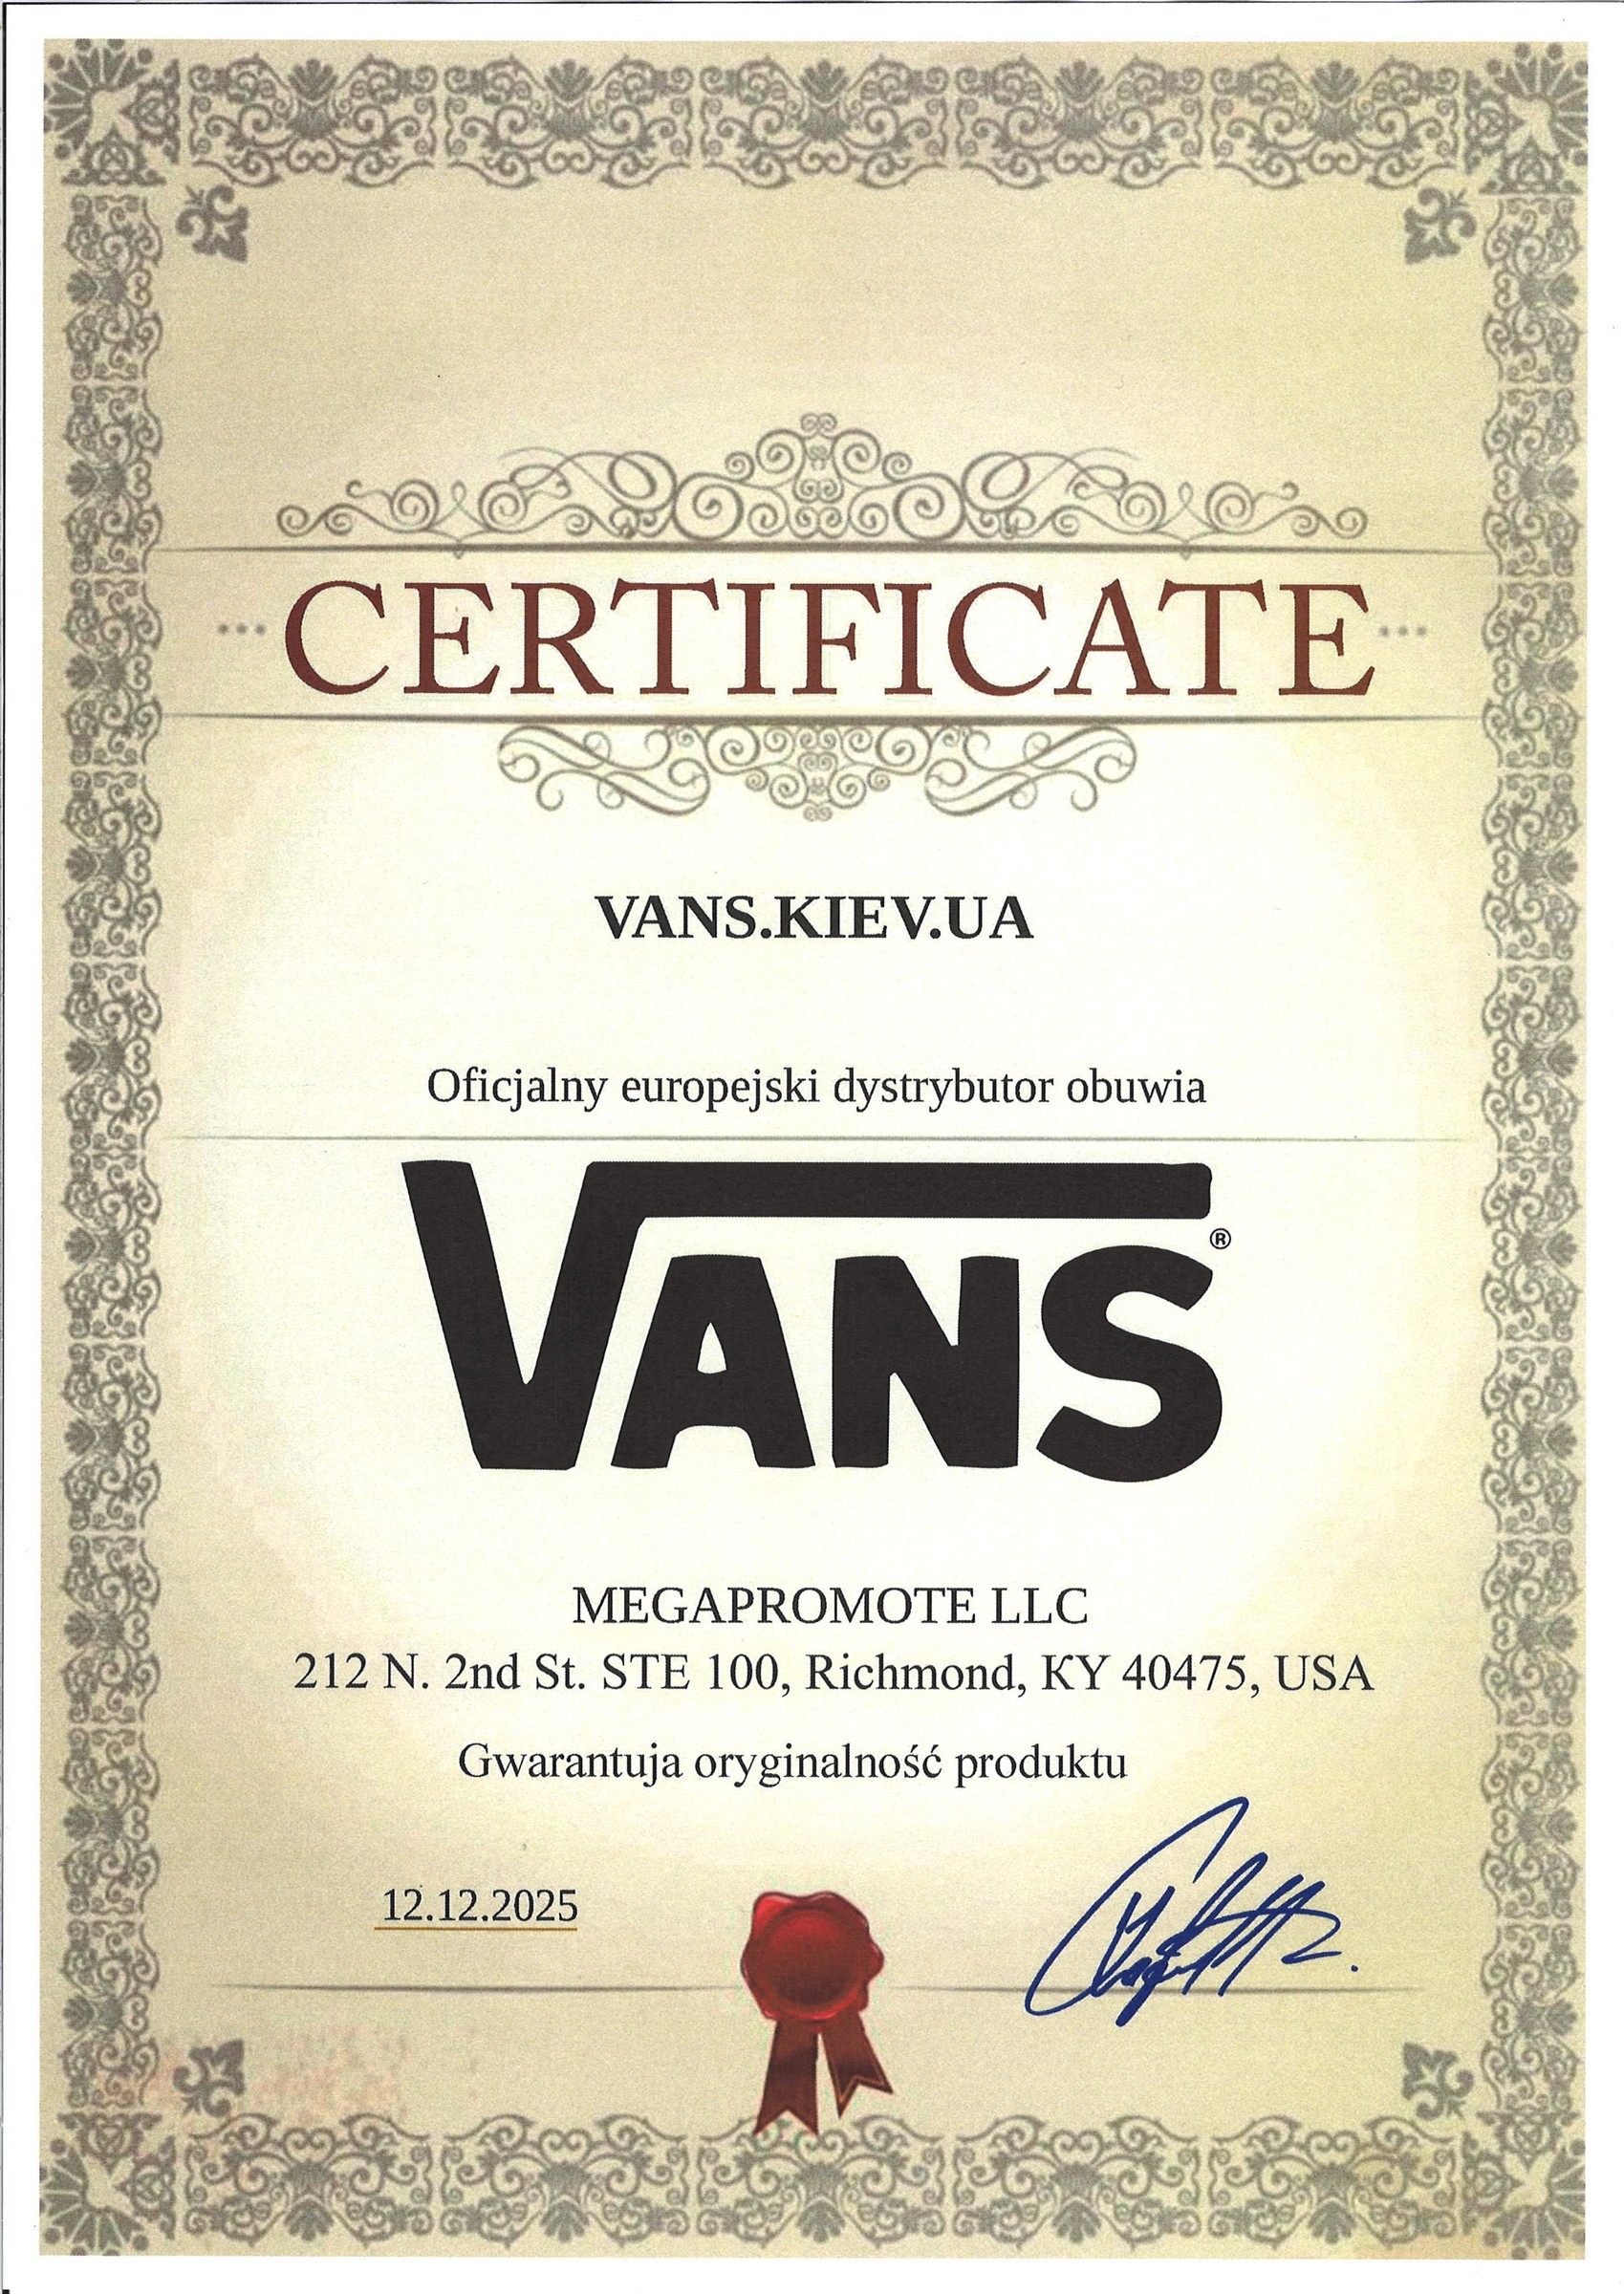 CERTIFICATE
VANS.KIEV.UA
Oficjalny europejski dystrybutor obuwia
VANS®
MEGAPROMOTE LLC
212 N. 2nd St. STE 100, Richmond, KY 40475, USA
Gwarantuja oryginalność produktu
12.12.2025